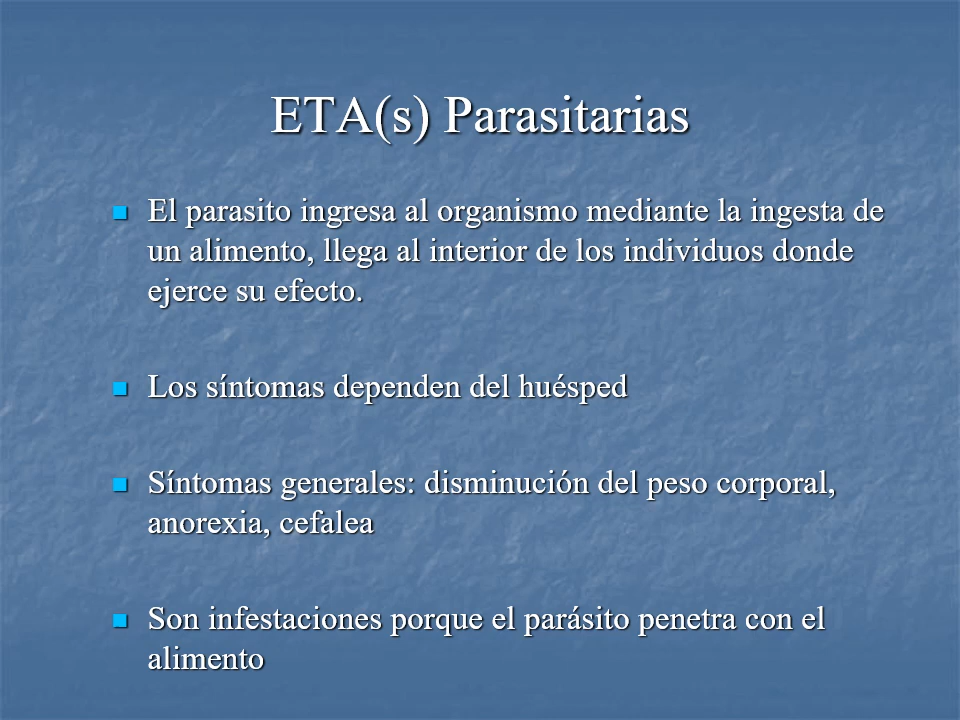 ETA(s) Parasitarias
El parasito ingresa al organismo mediante la ingesta de
un alimento, llega al interior de los individuos donde
ejerce su efecto.
Los síntomas dependen del huésped
Síntomas generales: disminución del peso corporal,
anorexia, cefalea
Son infestaciones porque el parásito penetra con el
alimento